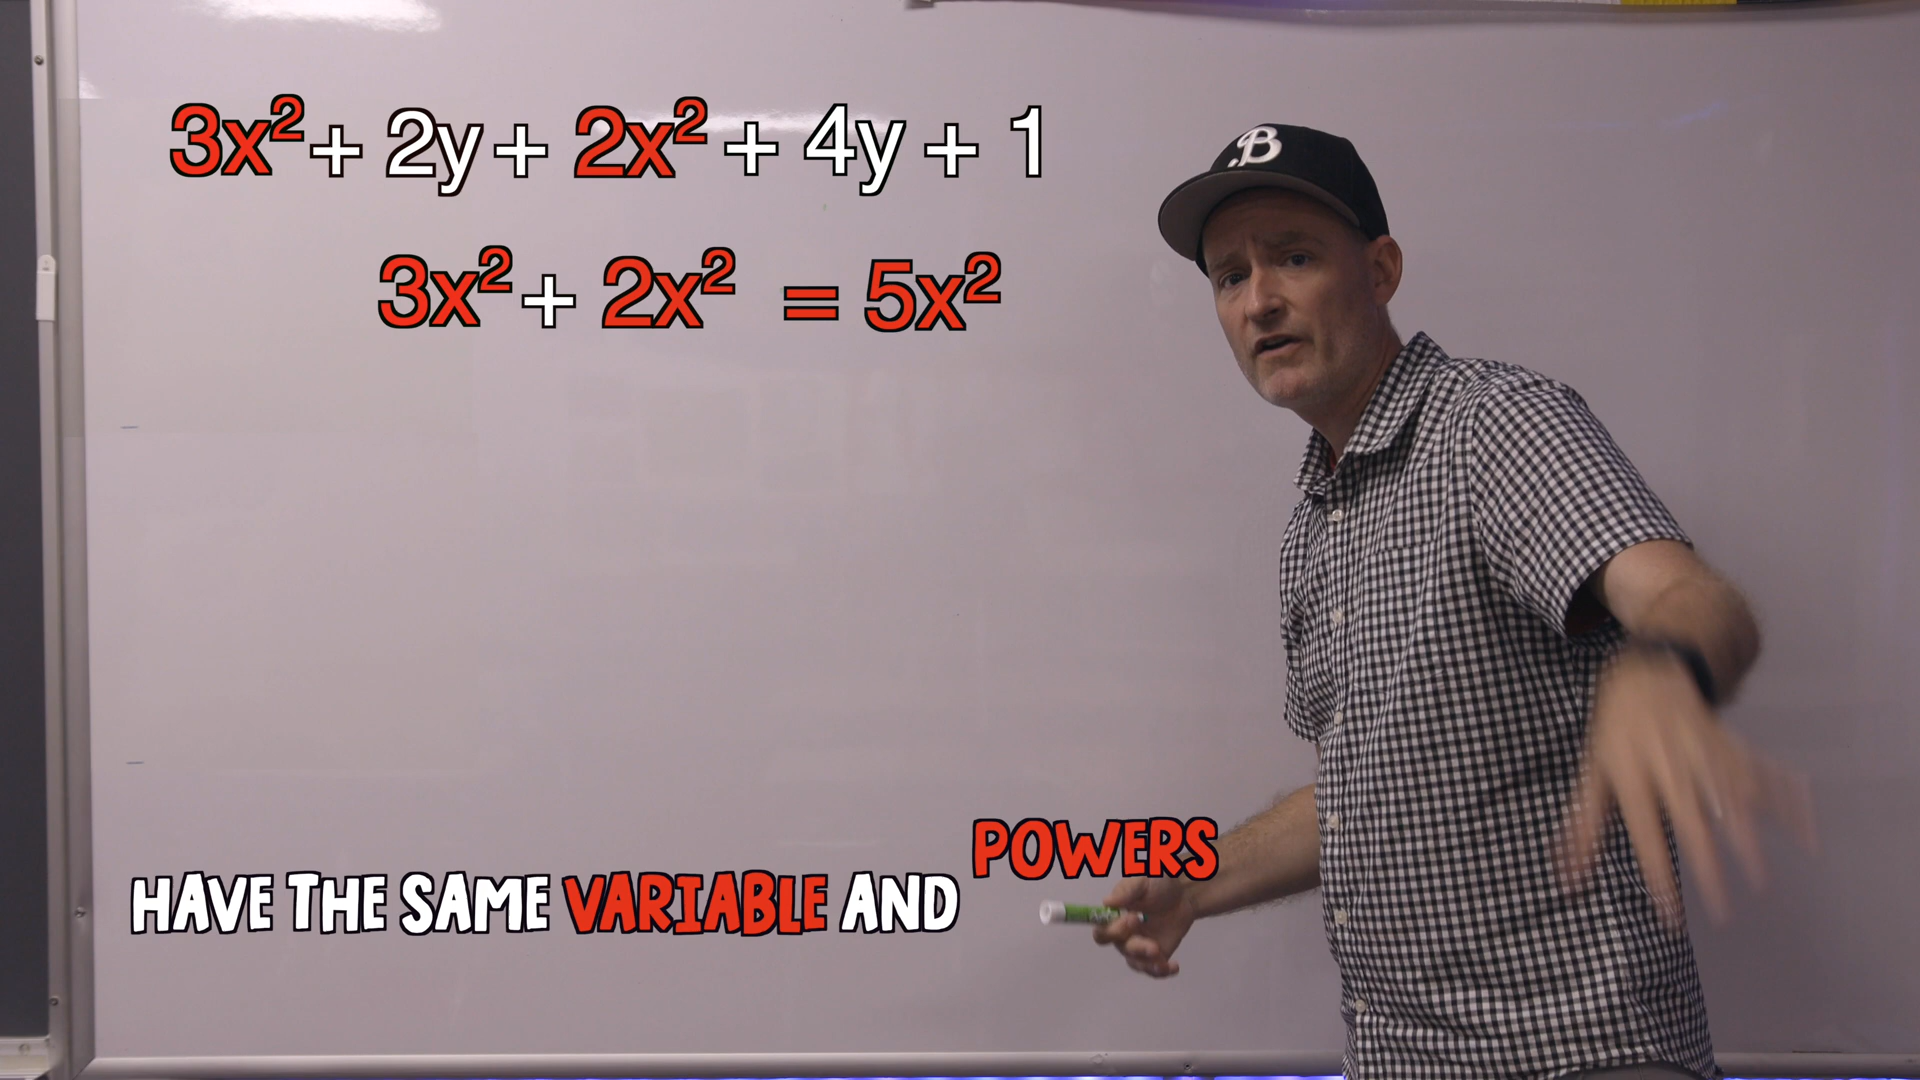 3x² + 2y + 2x² + 4y + 1
3x² + 2x² = 5x²
B
HAVE THE SAME VARIABLE AND POWERS